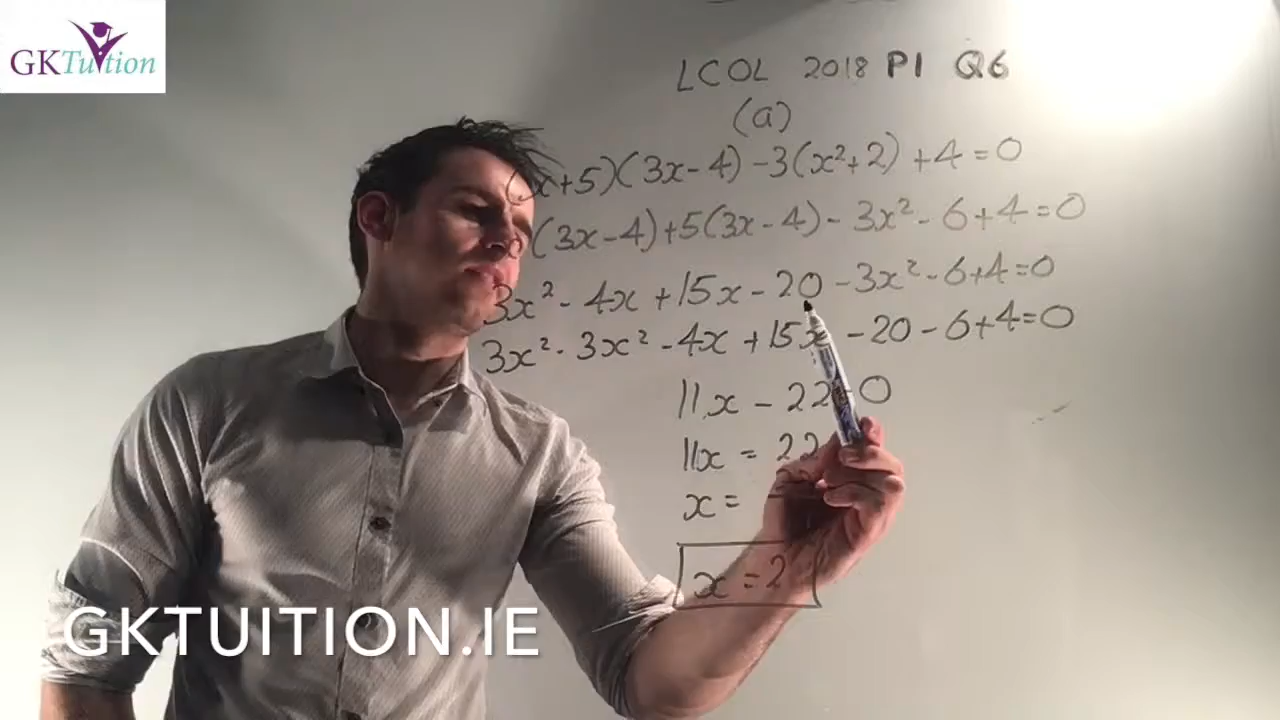 GKTuition
LCOL 2018 P1 Q6
(a)
x+5)(3x-4) -3(x²+2) +4=0
(3x-4)+5(3x-4)- 3x²-6+4=0
3x²-4x+15x-20-3x²-6+4=0
3x²-3x²-4x+15x-20-6+4=0
11x-22 0
11x=22
x=
x=2
GKTUITION.IE